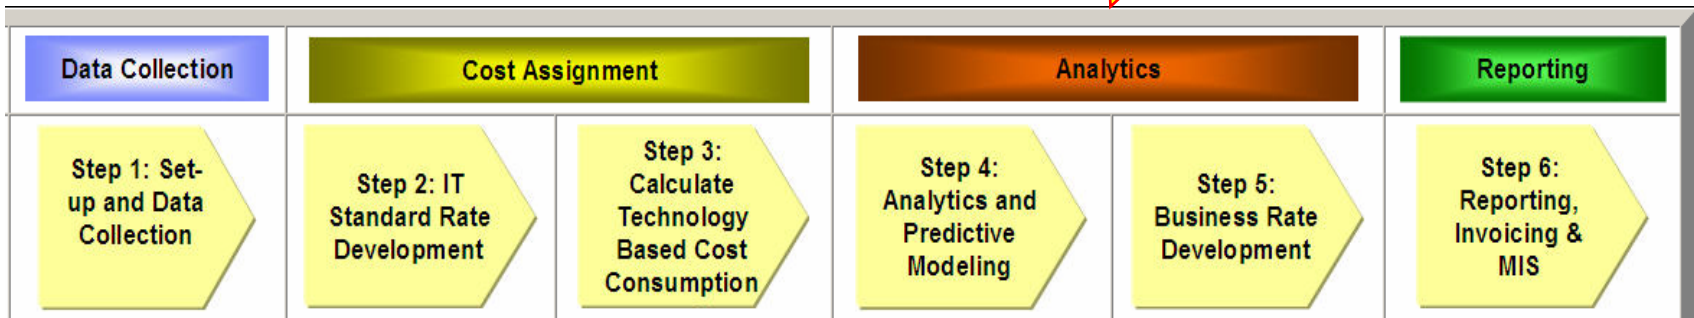 Data Collection
Cost Assignment
Analytics
Reporting
Step 1: Set-
up and Data
Collection
Step 2: IT
Standard Rate
Development
Step 3:
Calculate
Technology
Based Cost
Consumption
Step 4:
Analytics and
Predictive
Modeling
Step 5:
Business Rate
Development
Step 6:
Reporting,
Invoicing &
MIS